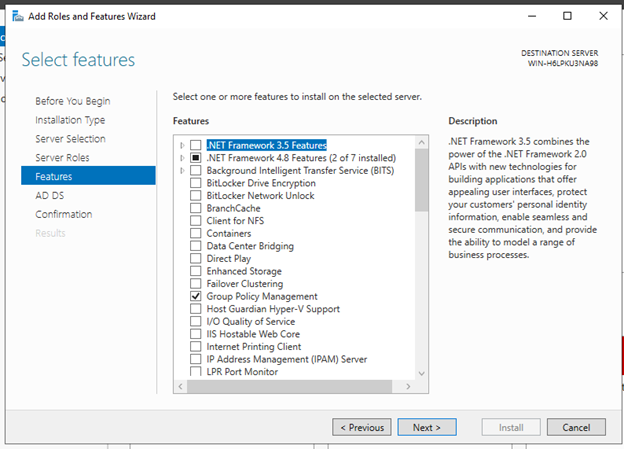 Add Roles and Features Wizard
Select features
DESTINATION SERVER
WIN-H6LPKU3NA98
Before You Begin
Installation Type
Server Selection
Server Roles
Features
AD DS
Confirmation
Results
Select one or more features to install on the selected server.
Features
.NET Framework 3.5 Features
.NET Framework 4.8 Features (2 of 7 installed)
Background Intelligent Transfer Service (BITS)
BitLocker Drive Encryption
BitLocker Network Unlock
BranchCache
Client for NFS
Containers
Data Center Bridging
Direct Play
Enhanced Storage
Failover Clustering
Group Policy Management
Host Guardian Hyper-V Support
I/O Quality of Service
IIS Hostable Web Core
Internet Printing Client
IP Address Management (IPAM) Server
LPR Port Monitor
Description
.NET Framework 3.5 combines the
power of the .NET Framework 2.0
APIs with new technologies for
building applications that offer
appealing user interfaces, protect
your customers' personal identity
information, enable seamless and
secure communication, and provide
the ability to model a range of
business processes.
< Previous
Next >
Install
Cancel